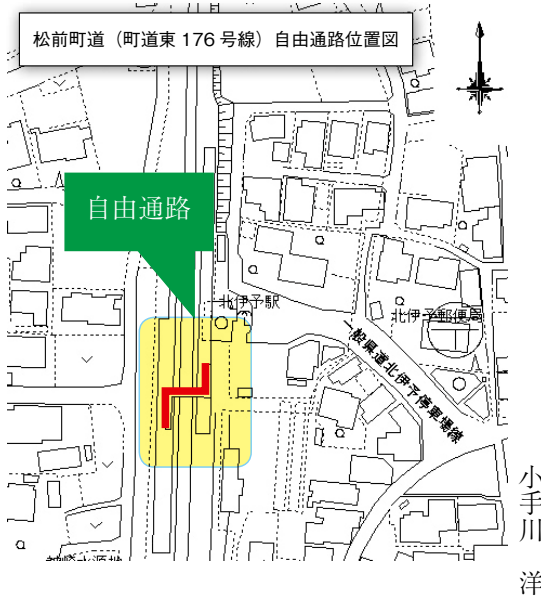 松前町道（町道東 176 号線）自由通路位置図
自由通路
北伊予駅
北伊予郵便局
一般県道北伊予停車場線
小手川　洋